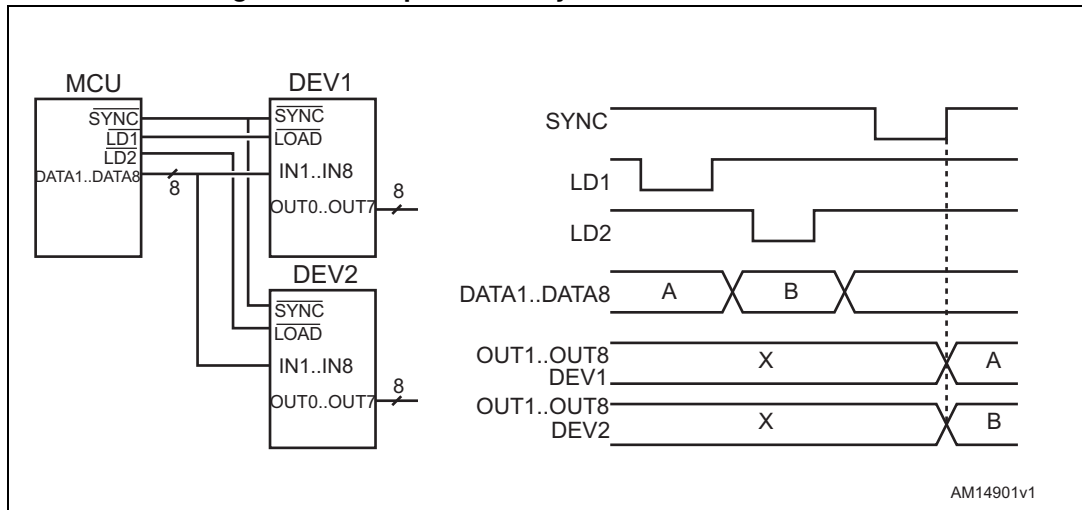 MCU
SYNC
LD1
LD2
DATA1..DATA8
8
DEV1
SYNC
LOAD
IN1..IN8
OUT0..OUT7
8
DEV2
SYNC
LOAD
IN1..IN8
OUT0..OUT7
8
SYNC
LD1
LD2
DATA1..DATA8
A
B
OUT1..OUT8
DEV1
X
A
OUT1..OUT8
DEV2
X
B
AM14901v1